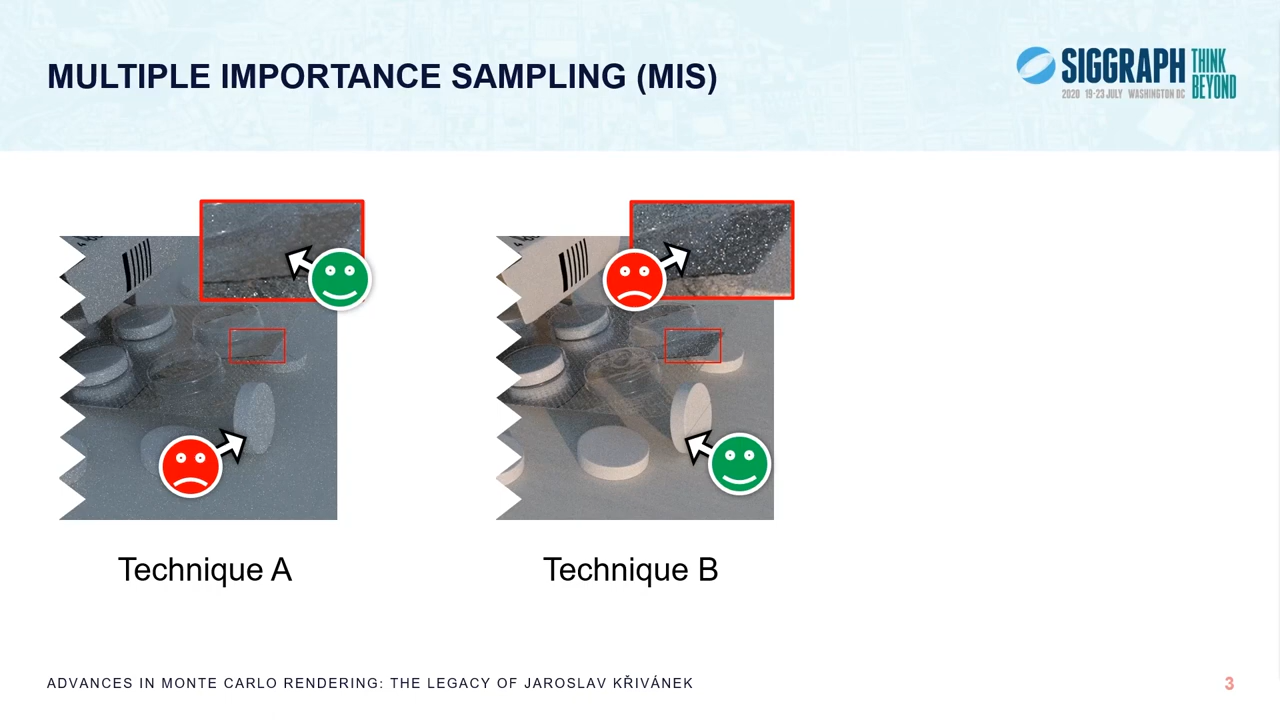 MULTIPLE IMPORTANCE SAMPLING (MIS)
SIGGRAPH
THINK
BEYOND
2020 19-23 JULY WASHINGTON DC
Technique A
Technique B
ADVANCES IN MONTE CARLO RENDERING: THE LEGACY OF JAROSLAV KŘIVÁNEK
3